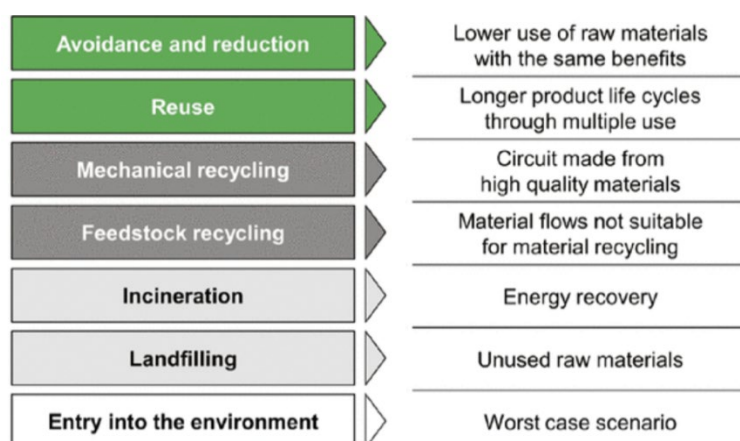 Avoidance and reduction
Lower use of raw materials
with the same benefits
Reuse
Longer product life cycles
through multiple use
Mechanical recycling
Circuit made from
high quality materials
Feedstock recycling
Material flows not suitable
for material recycling
Incineration
Energy recovery
Landfilling
Unused raw materials
Entry into the environment
Worst case scenario